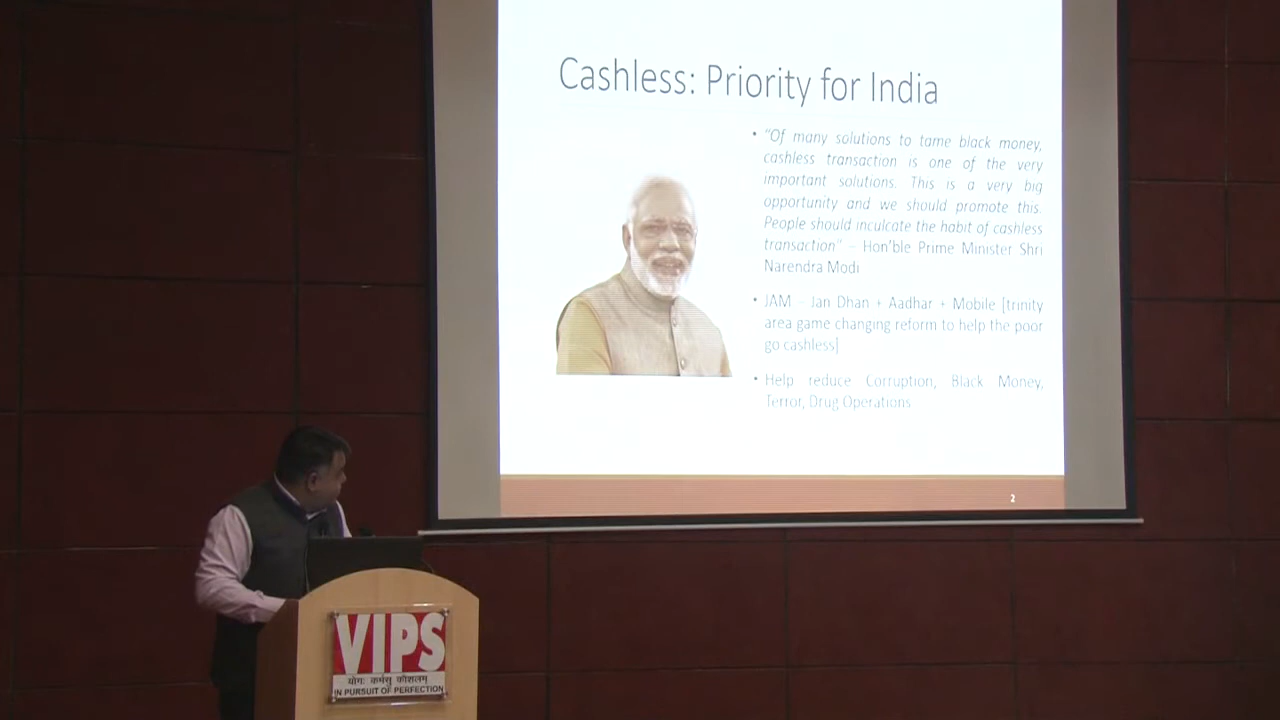 Cashless: Priority for India
• "Of many solutions to tame black money,
cashless transaction is one of the very
important solutions. This is a very big
opportunity and we should promote this.
People should inculcate the habit of cashless
transaction" – Hon'ble Prime Minister Shri
Narendra Modi
• JAM – Jan Dhan + Aadhar + Mobile [trinity
area game changing reform to help the poor
go cashless]
• Help reduce Corruption, Black Money,
Terror, Drug Operations
2
VIPS
योगः कर्मसु कौशलम्
IN PURSUIT OF PERFECTION